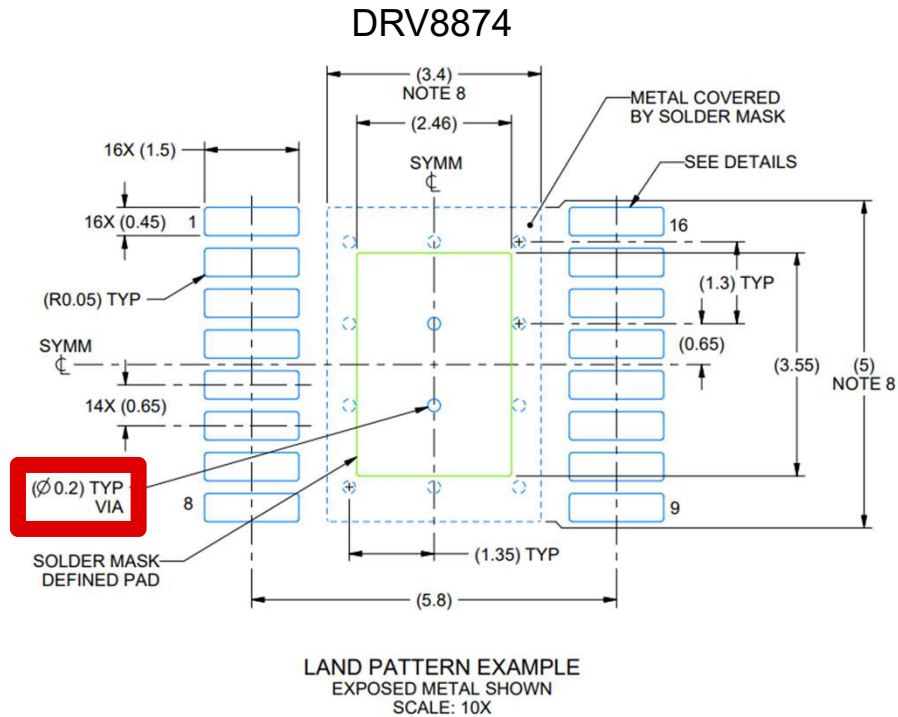 DRV8874
(3.4)
NOTE 8
METAL COVERED
BY SOLDER MASK
(2.46)
16X (1.5)
SYMM
℄
SEE DETAILS
16X (0.45)
1
16
(1.3) TYP
(R0.05) TYP
SYMM
℄
(0.65)
(3.55)
(5)
NOTE 8
14X (0.65)
(Ø 0.2) TYP
VIA
8
9
SOLDER MASK
DEFINED PAD
(1.35) TYP
(5.8)
LAND PATTERN EXAMPLE
EXPOSED METAL SHOWN
SCALE: 10X